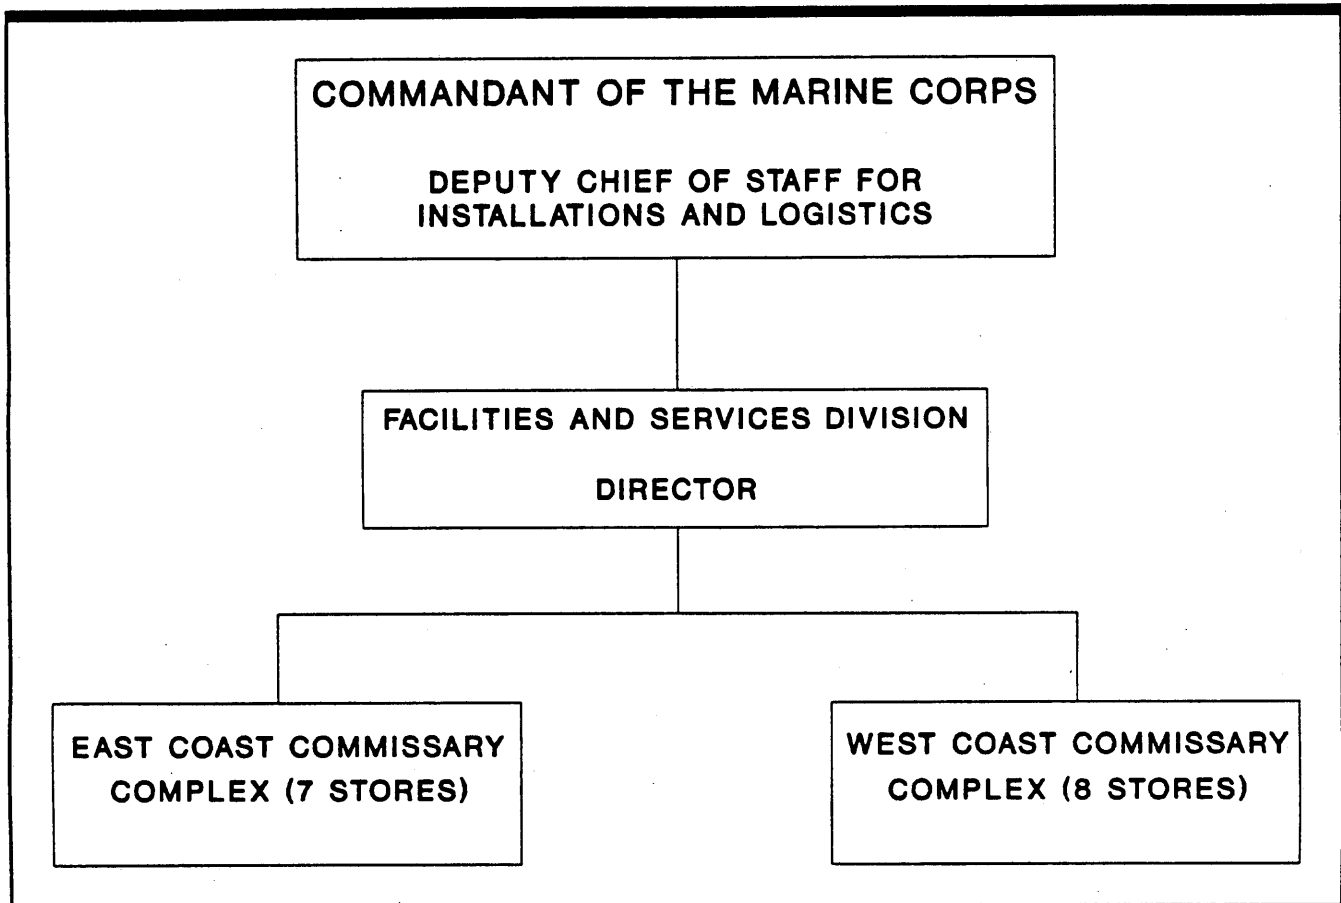 COMMANDANT OF THE MARINE CORPS
DEPUTY CHIEF OF STAFF FOR
INSTALLATIONS AND LOGISTICS
FACILITIES AND SERVICES DIVISION
DIRECTOR
EAST COAST COMMISSARY
COMPLEX (7 STORES)
WEST COAST COMMISSARY
COMPLEX (8 STORES)